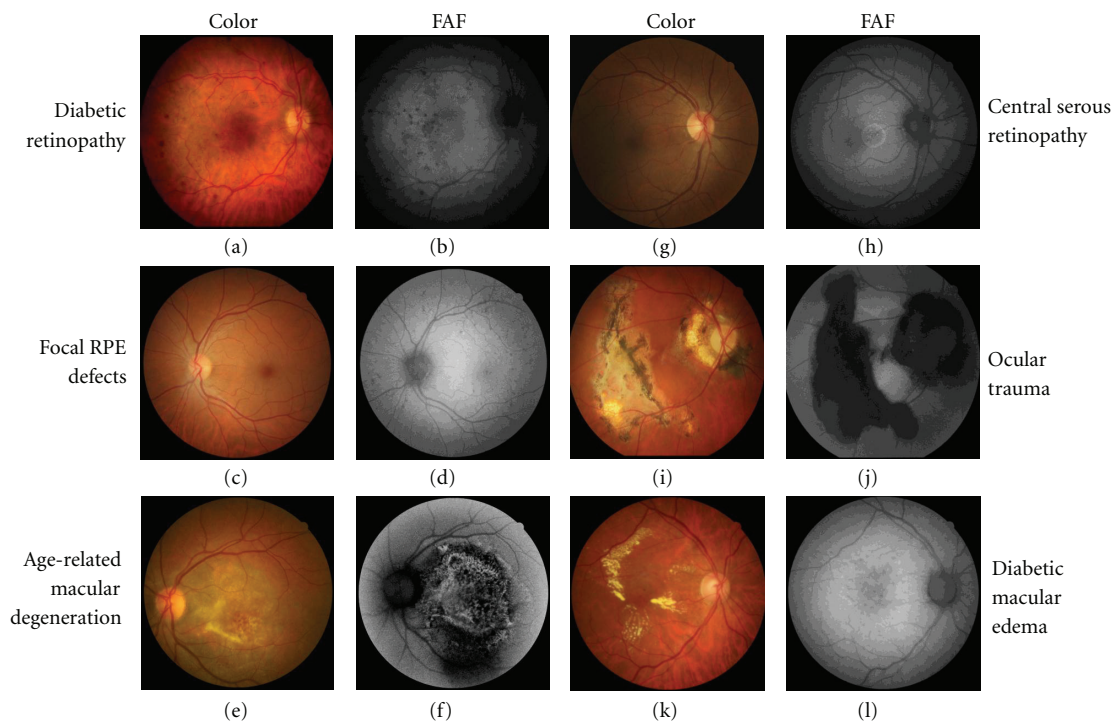 Color
FAF
Color
FAF
Diabetic
retinopathy
Central serous
retinopathy
(a)
(b)
(g)
(h)
Focal RPE
defects
Ocular
trauma
(c)
(d)
(i)
(j)
Age-related
macular
degeneration
Diabetic
macular
edema
(e)
(f)
(k)
(l)